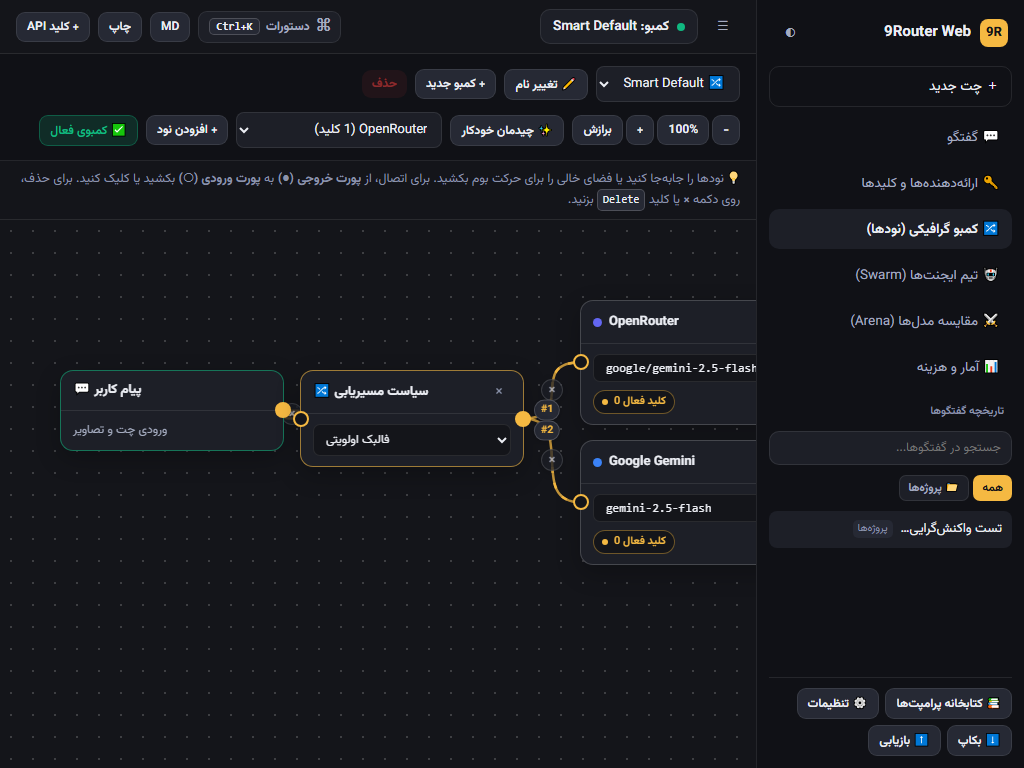 9R 9Router Web
+ چت جدید
گفتگو
ارائه‌دهنده‌ها و کلیدها
کمبو گرافیکی (نودها)
تیم ایجنت‌ها (Swarm)
مقایسه مدل‌ها (Arena)
آمار و هزینه
تاریخچه گفتگوها
جستجو در گفتگوها...
همه
پروژه‌ها
تست واکنش‌گرایی... پروژه‌ها
کتابخانه پرامپت‌ها
تنظیمات
بکاپ
بازیابی
کمبو: Smart Default
دستورات Ctrl+K
MD
چاپ
+ کلید API
Smart Default
تغییر نام
+ کمبو جدید
حذف
-
100%
+
برازش
چیدمان خودکار
OpenRouter (1 کلید)
+ افزودن نود
کمبوی فعال
نودها را جابه‌جا کنید یا فضای خالی را برای حرکت بوم بکشید. برای اتصال، از پورت خروجی (●) به پورت ورودی (○) بکشید یا کلیک کنید. برای حذف،
روی دکمه × یا کلید Delete بزنید.
پیام کاربر
ورودی چت و تصاویر
سیاست مسیریابی ×
فالبک اولویتی
×
#1
#2
×
OpenRouter
google/gemini-2.5-flash
0 کلید فعال
Google Gemini
gemini-2.5-flash
0 کلید فعال